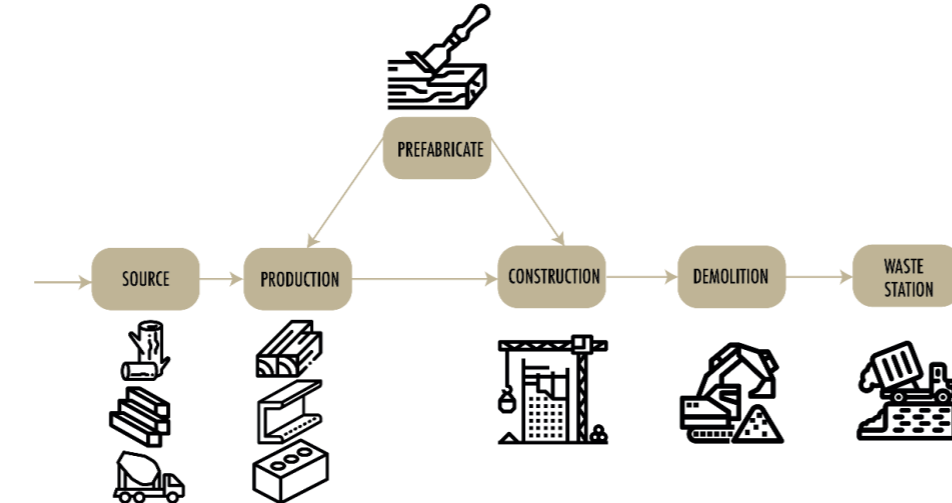 PREFABRICATE
SOURCE
PRODUCTION
CONSTRUCTION
DEMOLITION
WASTE
STATION